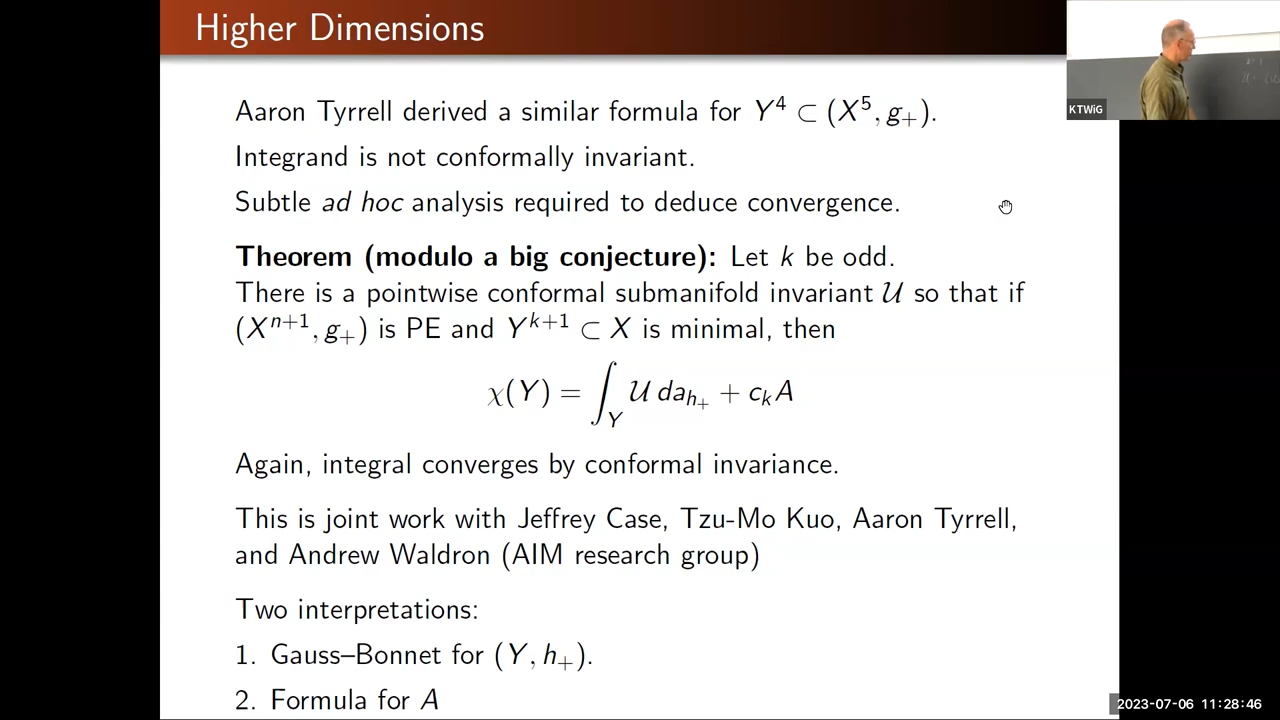 Higher Dimensions
KTWiG
Aaron Tyrrell derived a similar formula for Y⁴ ⊂ (X⁵, g₊).
Integrand is not conformally invariant.
Subtle ad hoc analysis required to deduce convergence.
Theorem (modulo a big conjecture): Let k be odd.
There is a pointwise conformal submanifold invariant 𝒰 so that if
(Xⁿ⁺¹, g₊) is PE and Yᵏ⁺¹ ⊂ X is minimal, then
χ(Y) = ∫_Y 𝒰 da_{h₊} + c_k A
Again, integral converges by conformal invariance.
This is joint work with Jeffrey Case, Tzu-Mo Kuo, Aaron Tyrrell,
and Andrew Waldron (AIM research group)
Two interpretations:
1. Gauss–Bonnet for (Y, h₊).
2. Formula for A
2023-07-06 11:28:46